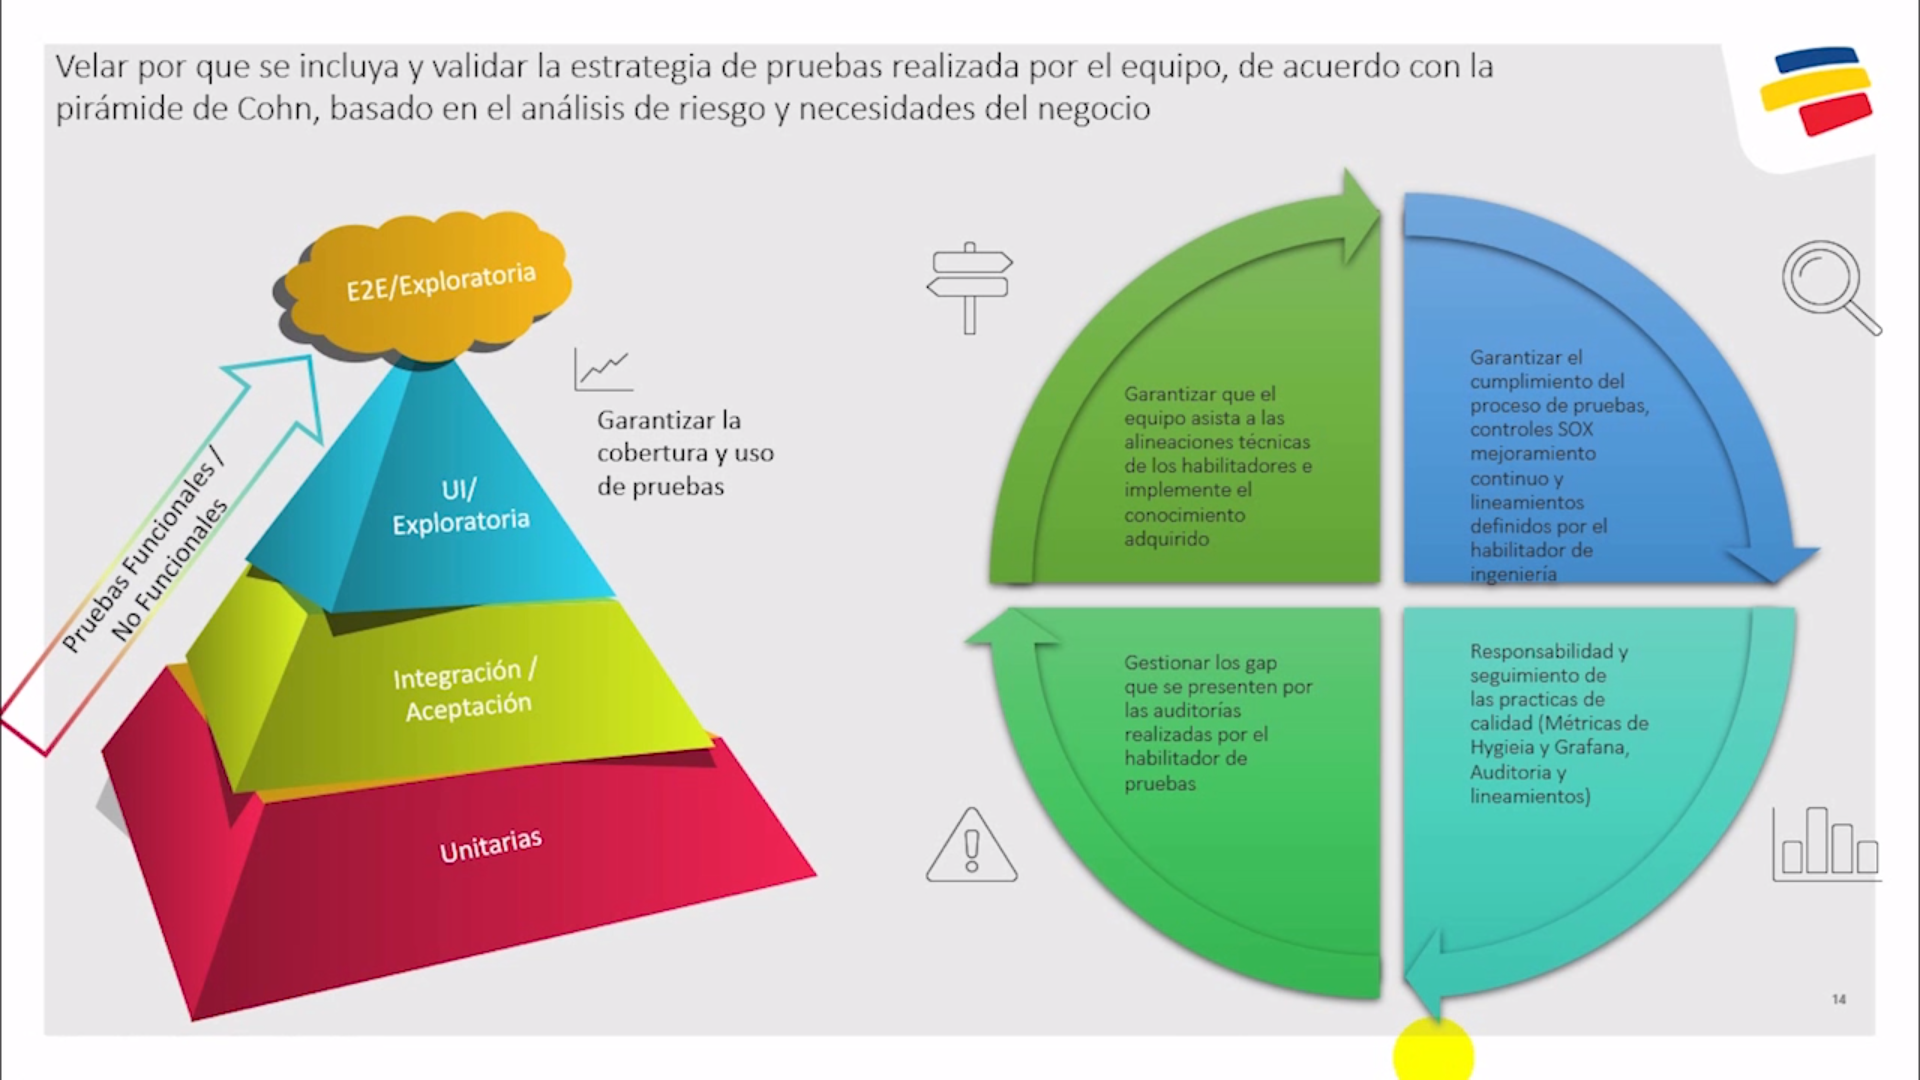 Velar por que se incluya y validar la estrategia de pruebas realizada por el equipo, de acuerdo con la
pirámide de Cohn, basado en el análisis de riesgo y necesidades del negocio
E2E/Exploratoria
UI/
Exploratoria
Integración /
Aceptación
Unitarias
Pruebas Funcionales /
No Funcionales
Garantizar la
cobertura y uso
de pruebas
Garantizar que el
equipo asista a las
alineaciones técnicas
de los habilitadores e
implemente el
conocimiento
adquirido
Garantizar el
cumplimiento del
proceso de pruebas,
controles SOX
mejoramiento
continuo y
lineamientos
definidos por el
habilitador de
ingeniería
Gestionar los gap
que se presenten por
las auditorías
realizadas por el
habilitador de
pruebas
Responsabilidad y
seguimiento de
las practicas de
calidad (Métricas de
Hygieia y Grafana,
Auditoria y
lineamientos)
14